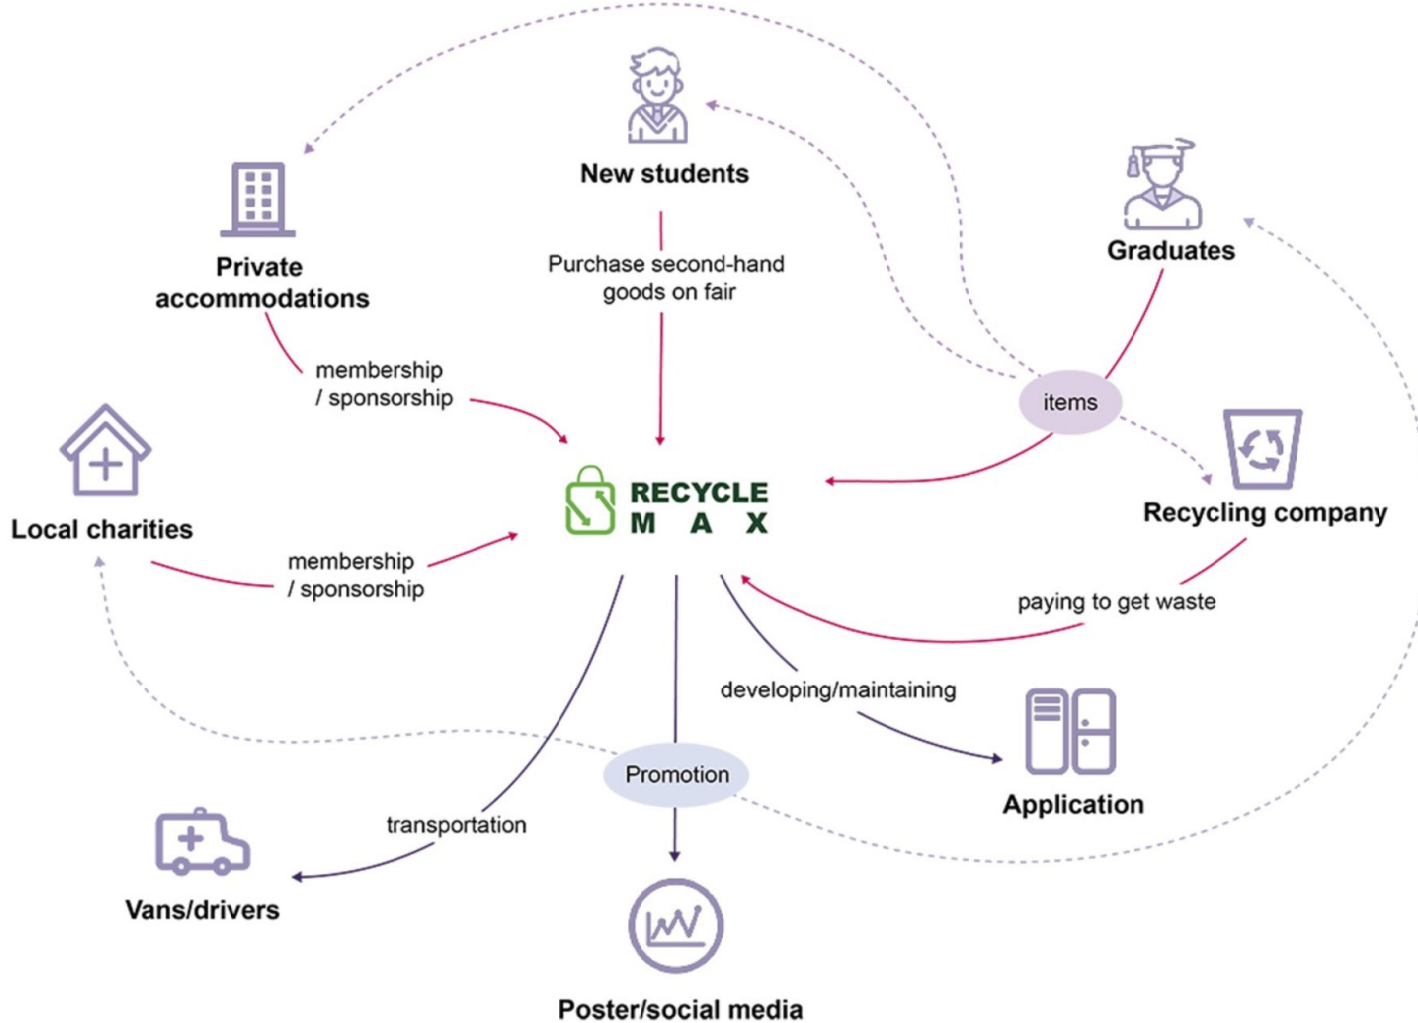 New students
Graduates
Private
accommodations
Purchase second-hand
goods on fair
membership
/ sponsorship
items
RECYCLE
MAX
Local charities
Recycling company
membership
/ sponsorship
paying to get waste
developing/maintaining
Promotion
Application
transportation
Vans/drivers
Poster/social media